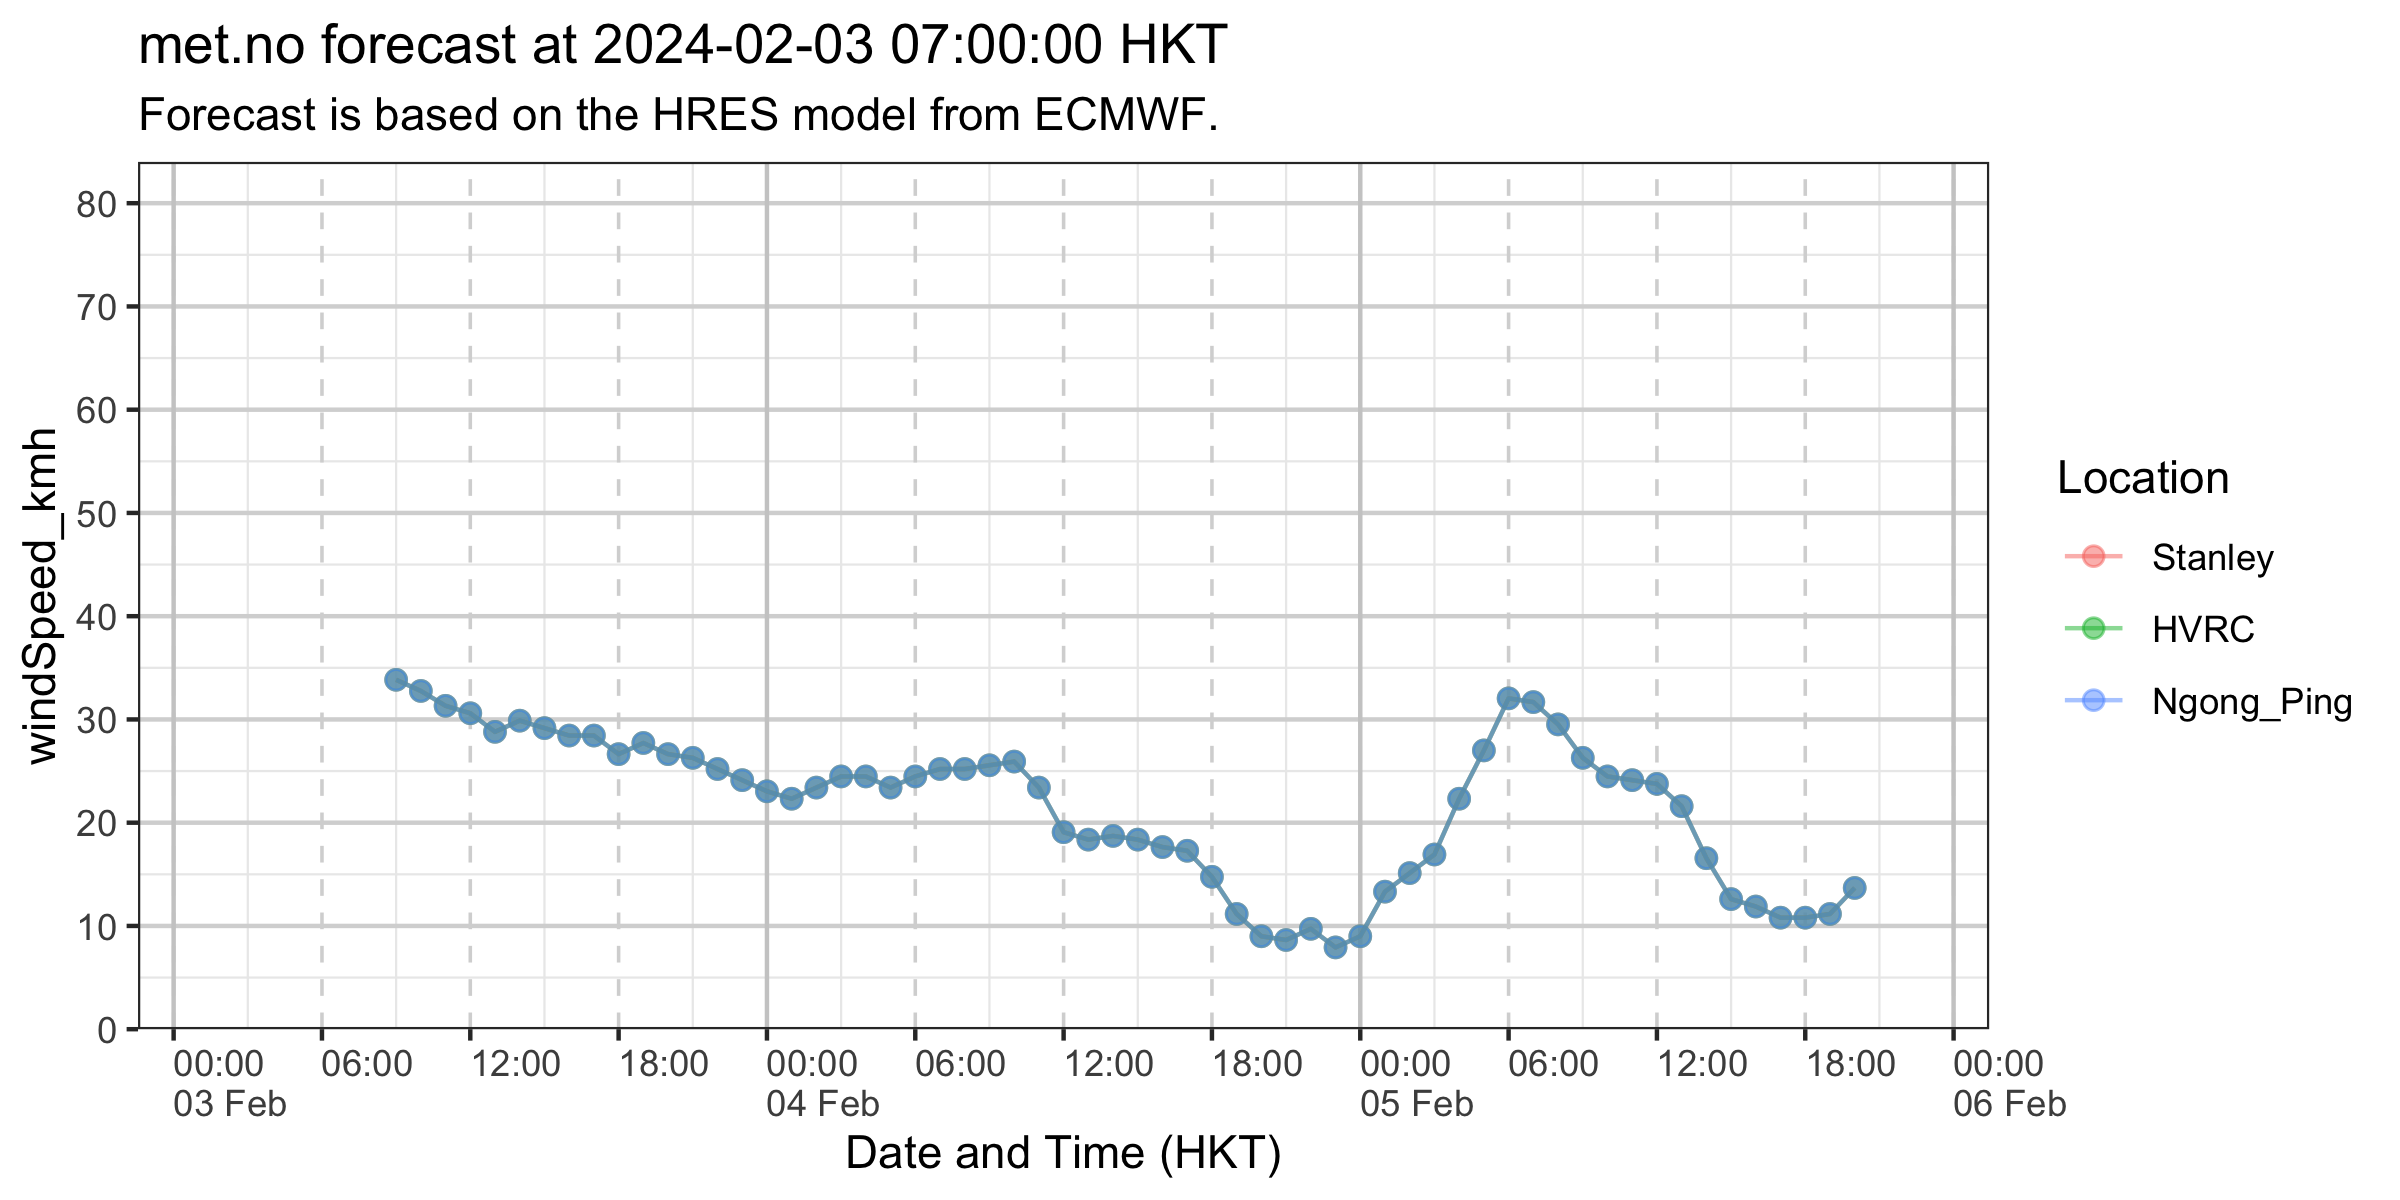 met.no forecast at 2024-02-03 07:00:00 HKT
Forecast is based on the HRES model from ECMWF.
windSpeed_kmh
80
70
60
50
40
30
20
10
0
00:00 06:00 12:00 18:00 00:00 06:00 12:00 18:00 00:00 06:00 12:00 18:00 00:00
03 Feb 04 Feb 05 Feb 06 Feb
Date and Time (HKT)
Location
Stanley
HVRC
Ngong_Ping